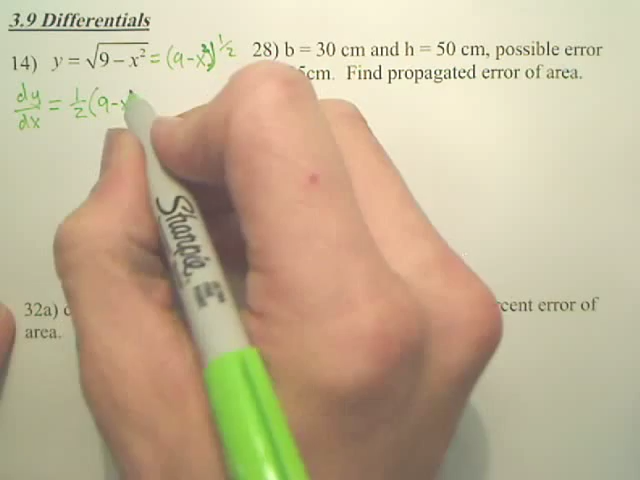 3.9 Differentials
14) y = √9 – x² = (9-x²)^½
dy/dx = ½(9-x
28) b = 30 cm and h = 50 cm, possible error
5cm. Find propagated error of area.
32a)
cent error of
area.
Sharpie